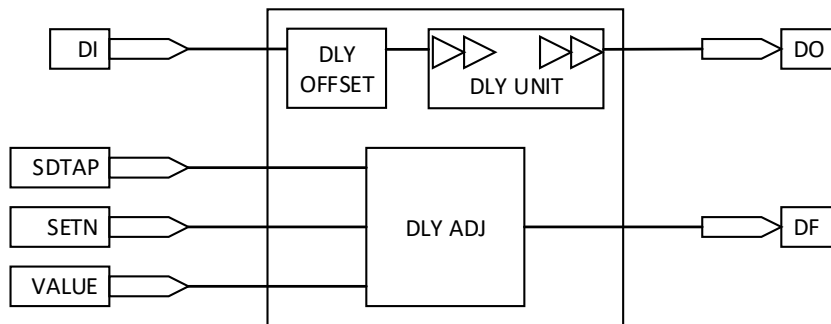 DI
DLY
OFFSET
DLY UNIT
DO
SDTAP
SETN
DLY ADJ
DF
VALUE